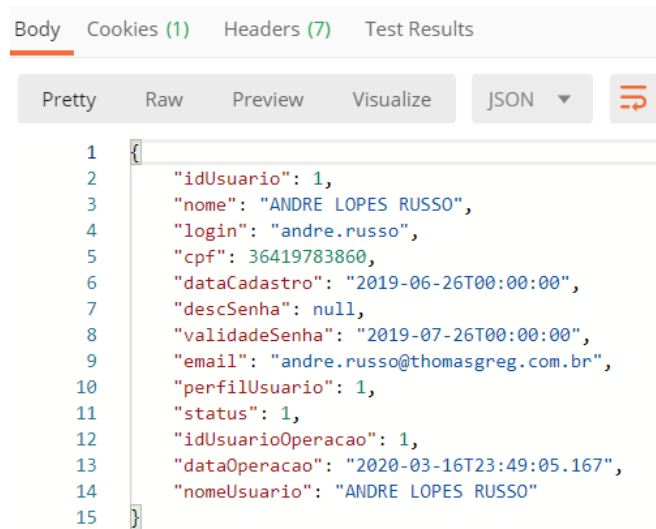 Body Cookies (1) Headers (7) Test Results
Pretty Raw Preview Visualize JSON
1 {
2 "idUsuario": 1,
3 "nome": "ANDRE LOPES RUSSO",
4 "login": "andre.russo",
5 "cpf": 36419783860,
6 "dataCadastro": "2019-06-26T00:00:00",
7 "descSenha": null,
8 "validadeSenha": "2019-07-26T00:00:00",
9 "email": "andre.russo@thomasgreg.com.br",
10 "perfilUsuario": 1,
11 "status": 1,
12 "idUsuarioOperacao": 1,
13 "dataOperacao": "2020-03-16T23:49:05.167",
14 "nomeUsuario": "ANDRE LOPES RUSSO"
15 }